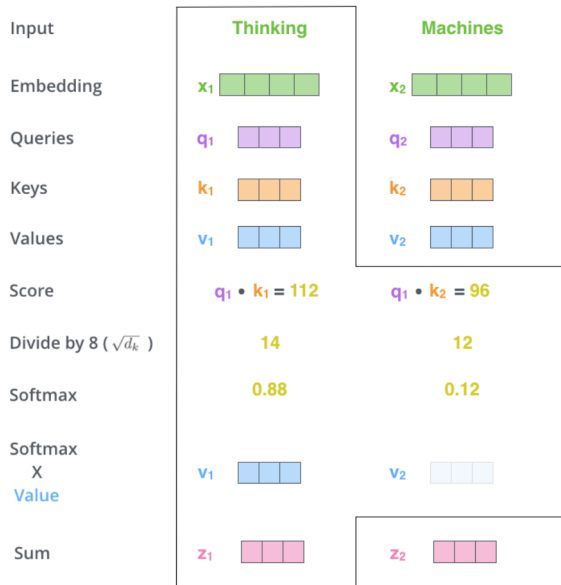 Input Thinking Machines
Embedding x₁ x₂
Queries q₁ q₂
Keys k₁ k₂
Values v₁ v₂
Score q₁ • k₁ = 112 q₁ • k₂ = 96
Divide by 8 ( √dₖ ) 14 12
Softmax 0.88 0.12
Softmax
X v₁ v₂
Value
Sum z₁ z₂